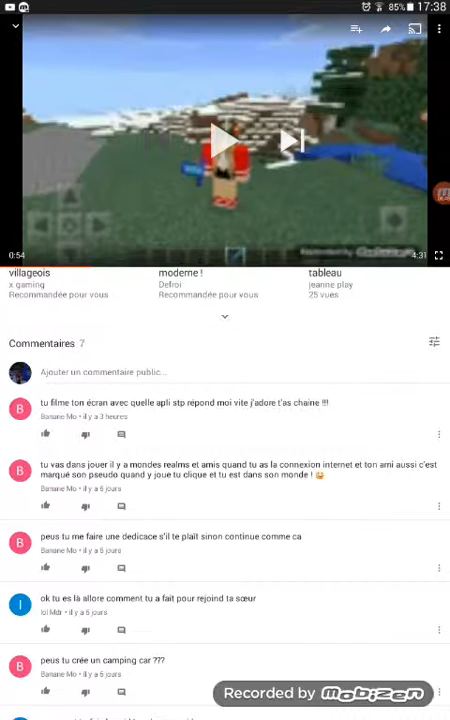 85% 17:38
0:54
4:31
villageois moderne ! tableau
x gaming Defroi jeanne play
Recommandée pour vous Recommandée pour vous 25 vues
Commentaires 7
Ajouter un commentaire public...
tu filme ton écran avec quelle apli stp répond moi vite j'adore t'as chaine !!!
Banane Mo • il y a 3 heures
tu vas dans jouer il y a mondes realms et amis quand tu as la connexion internet et ton ami aussi c'est
marqué son pseudo quand y joue tu clique et tu est dans son monde ! 😀
Banane Mo • il y a 6 jours
peus tu me faire une dedicace s'il te plaît sinon continue comme ca
Banane Mo • il y a 6 jours
ok tu es là allore comment tu a fait pour rejoind ta sœur
lol Mdr • il y a 6 jours
peus tu crée un camping car ???
Banane Mo • il y a 6 jours
Recorded by MOBIZEN